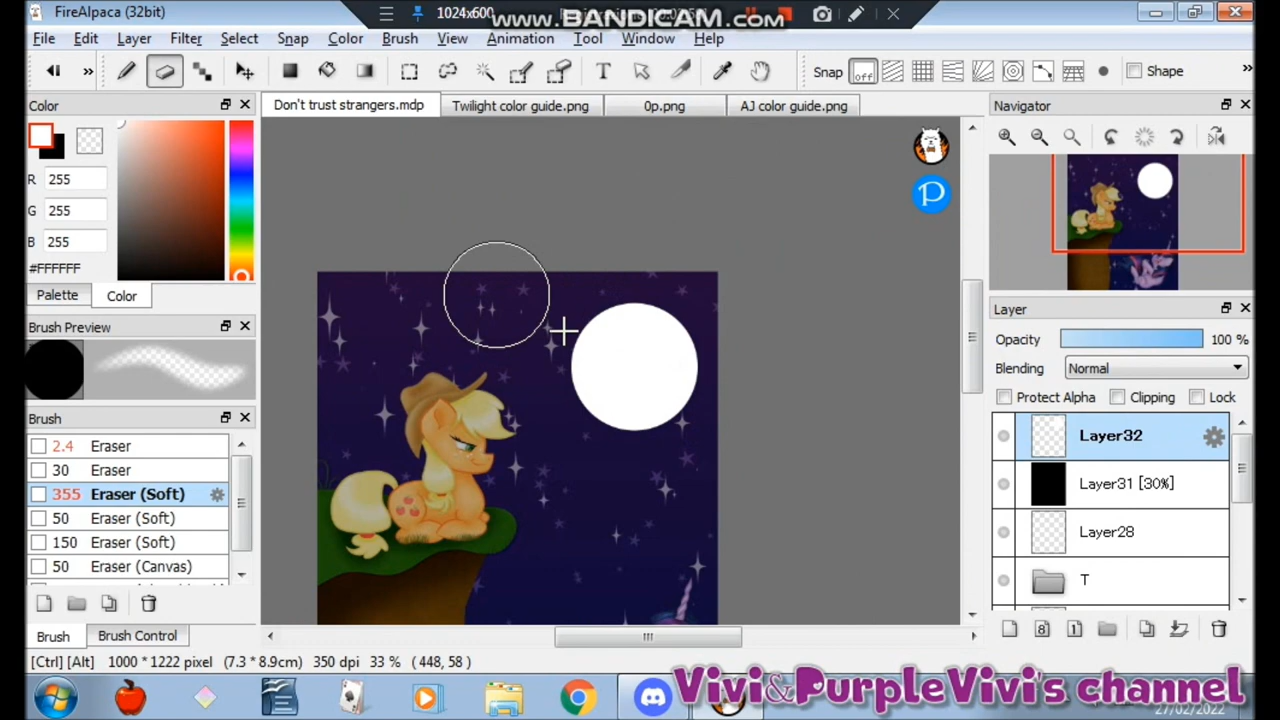 FireAlpaca (32bit)
1024x600
www.BANDICAM.com
File Edit Layer Filter Select Snap Color Brush View Animation Tool Window Help
T
Snap off
Shape
Color
R 255
G 255
B 255
#FFFFFF
Palette Color
Brush Preview
Brush
2.4 Eraser
30 Eraser
355 Eraser (Soft)
50 Eraser (Soft)
150 Eraser (Soft)
50 Eraser (Canvas)
Brush Brush Control
Don't trust strangers.mdp Twilight color guide.png 0p.png AJ color guide.png
P
Navigator
Layer
Opacity 100 %
Blending Normal
Protect Alpha Clipping Lock
Layer32
Layer31 [30%]
Layer28
T
8 1
[Ctrl] [Alt] 1000 * 1222 pixel (7.3 * 8.9cm) 350 dpi 33 % ( 448, 58 )
Vivi&PurpleVivi's channel
27/02/2022